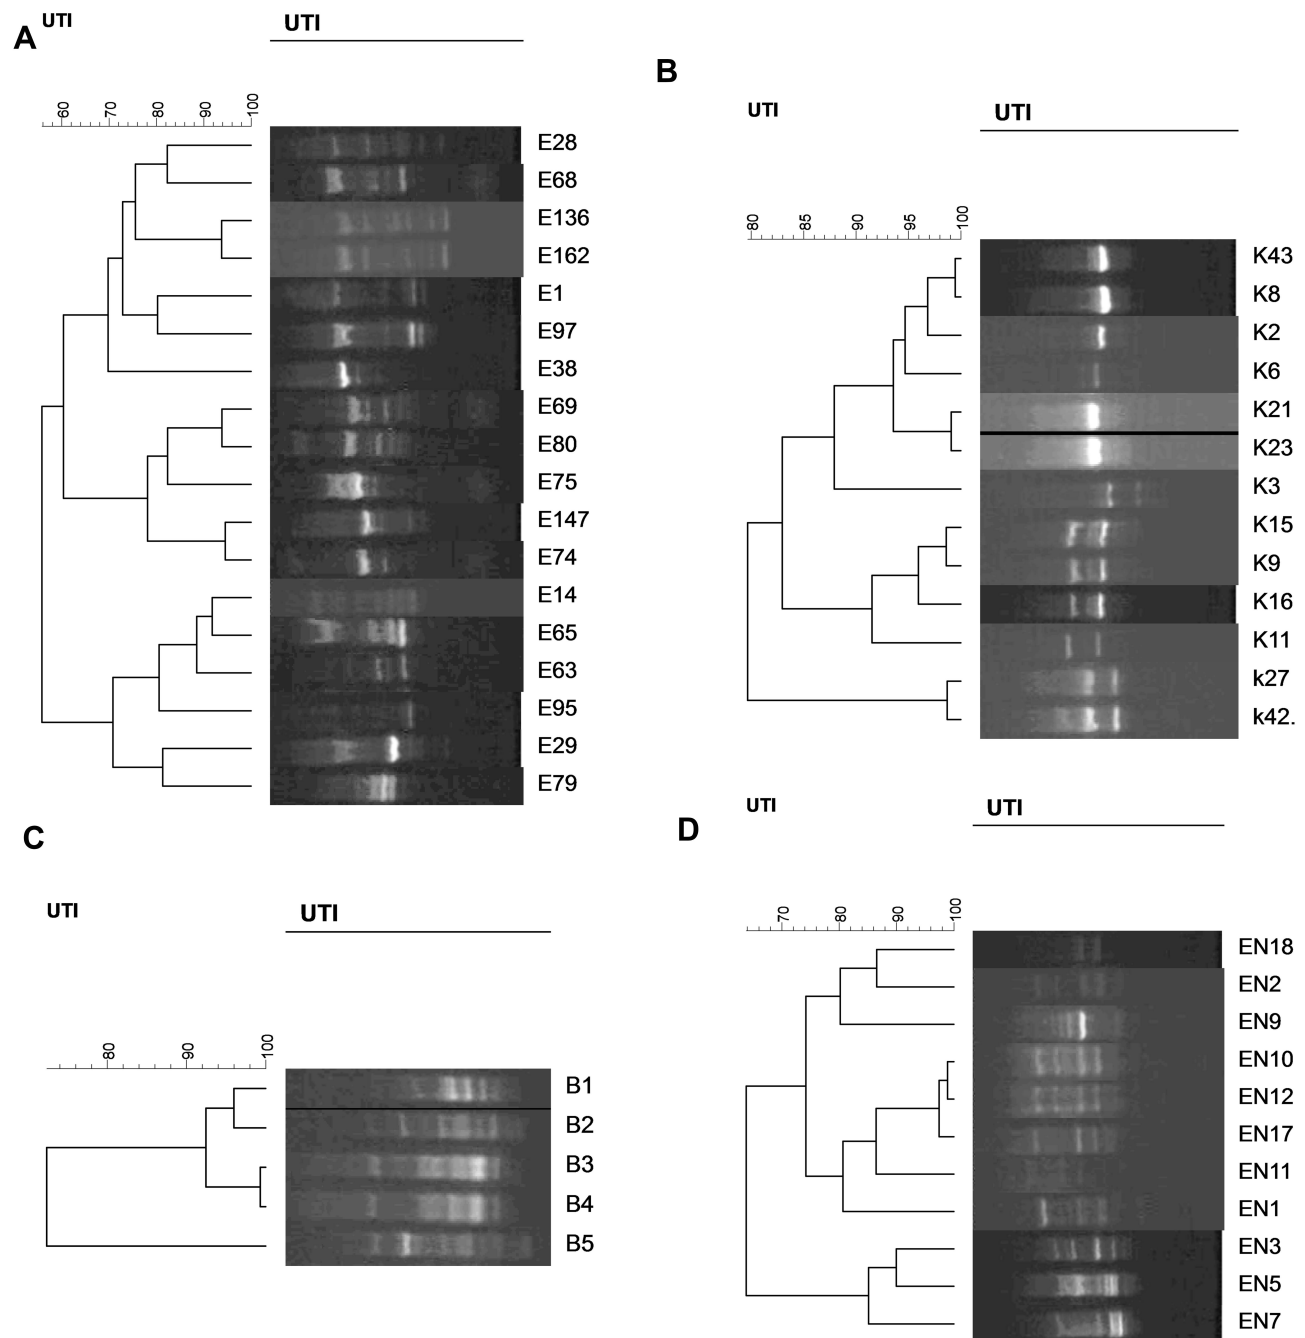 A
UTI
UTI
60 70 80 90 100
E28
E68
E136
E162
E1
E97
E38
E69
E80
E75
E147
E74
E14
E65
E63
E95
E29
E79
B
UTI
UTI
80 85 90 95 100
K43
K8
K2
K6
K21
K23
K3
K15
K9
K16
K11
k27
k42.
C
UTI
UTI
80 90 100
B1
B2
B3
B4
B5
D
UTI
UTI
70 80 90 100
EN18
EN2
EN9
EN10
EN12
EN17
EN11
EN1
EN3
EN5
EN7